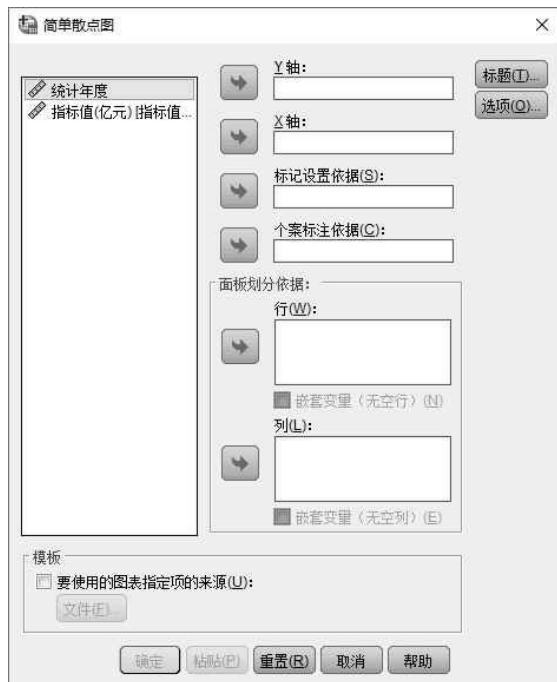 简单散点图
统计年度
指标值(亿元) [指标值...
Y 轴:
X 轴:
标记设置依据(S):
个案标注依据(C):
面板划分依据:
行(W):
嵌套变量（无空行）(N)
列(L):
嵌套变量（无空列）(E)
标题(T)...
选项(O)...
模板
要使用的图表指定项的来源(U):
文件(F)...
确定
粘贴(P)
重置(R)
取消
帮助